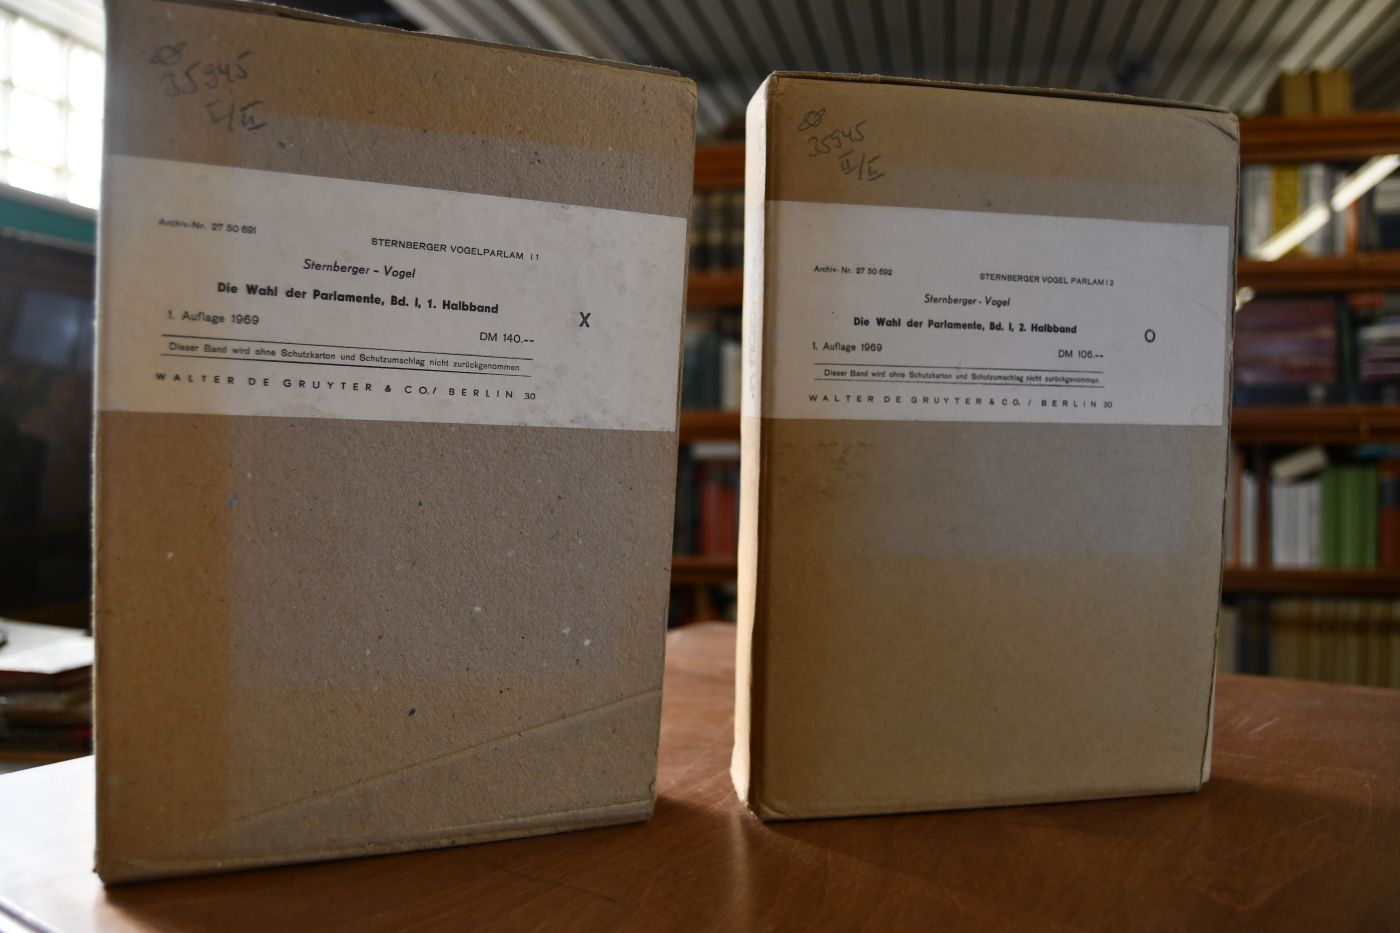 35945
I/II
Archiv-Nr. 27 50 691
STERNBERGER VOGELPARLAM I 1
Sternberger - Vogel
Die Wahl der Parlamente, Bd. I, 1. Halbband
X
1. Auflage 1969
DM 140.--
Dieser Band wird ohne Schutzkarton und Schutzumschlag nicht zurückgenommen
WALTER DE GRUYTER & CO./ BERLIN 30
35945
II/II
Archiv- Nr. 27 50 692
STERNBERGER VOGEL PARLAM I 2
Sternberger - Vogel
Die Wahl der Parlamente, Bd. I, 2. Halbband
O
1. Auflage 1969
DM 106.--
Dieser Band wird ohne Schutzkarton und Schutzumschlag nicht zurückgenommen
WALTER DE GRUYTER & CO. / BERLIN 30